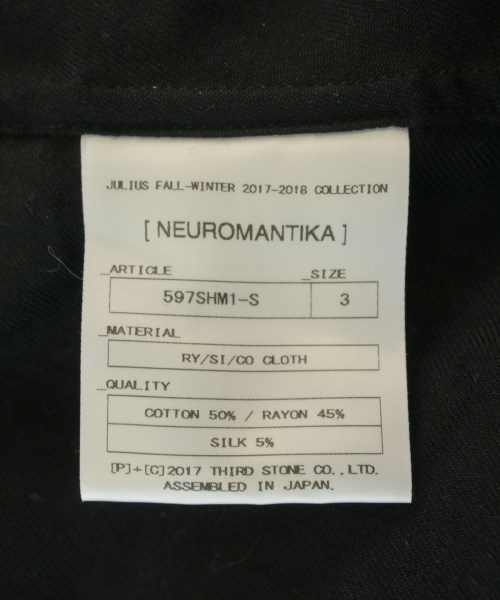 JULIUS FALL-WINTER 2017-2018 COLLECTION
[ NEUROMANTIKA ]
_ARTICLE _SIZE
597SHM1-S 3
_MATERIAL
RY/SI/CO CLOTH
_QUALITY
COTTON 50% / RAYON 45%
SILK 5%
[P]+[C]2017 THIRD STONE CO.,LTD.
ASSEMBLED IN JAPAN.